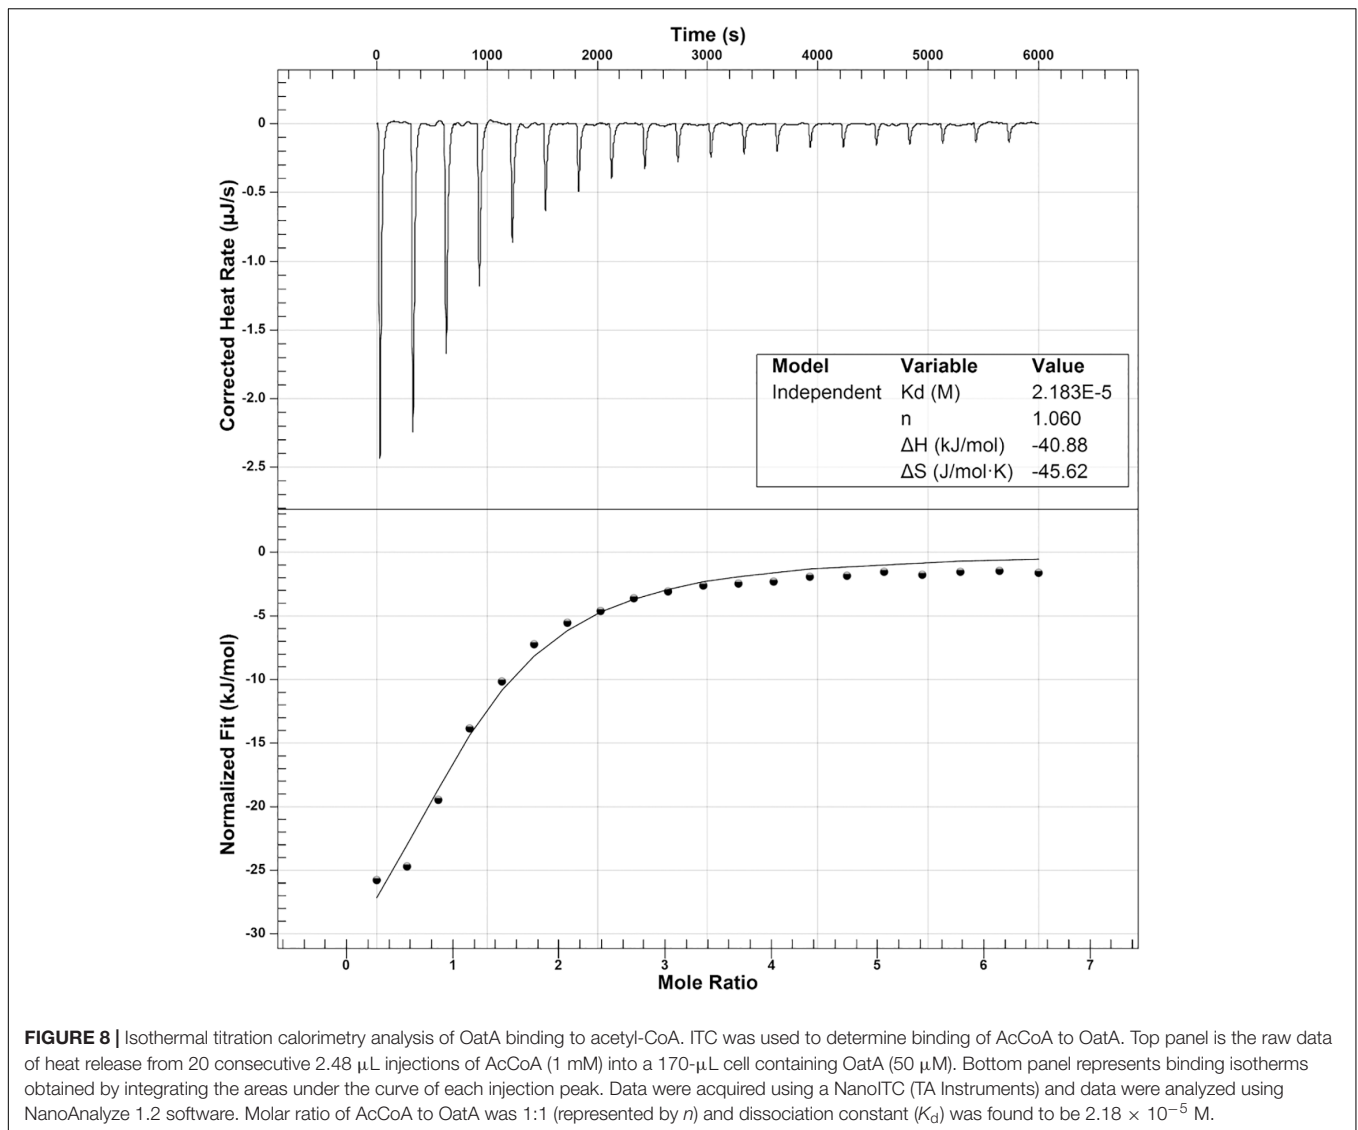 Time (s)
0 1000 2000 3000 4000 5000 6000
Corrected Heat Rate (µJ/s)
0
-0.5
-1.0
-1.5
-2.0
-2.5
Model Variable Value
Independent Kd (M) 2.183E-5
n 1.060
ΔH (kJ/mol) -40.88
ΔS (J/mol·K) -45.62
Normalized Fit (kJ/mol)
0
-5
-10
-15
-20
-25
-30
0 1 2 3 4 5 6 7
Mole Ratio
FIGURE 8 | Isothermal titration calorimetry analysis of OatA binding to acetyl-CoA. ITC was used to determine binding of AcCoA to OatA. Top panel is the raw data
of heat release from 20 consecutive 2.48 µL injections of AcCoA (1 mM) into a 170-µL cell containing OatA (50 µM). Bottom panel represents binding isotherms
obtained by integrating the areas under the curve of each injection peak. Data were acquired using a NanoITC (TA Instruments) and data were analyzed using
NanoAnalyze 1.2 software. Molar ratio of AcCoA to OatA was 1:1 (represented by n) and dissociation constant (Kd) was found to be 2.18 × 10⁻⁵ M.